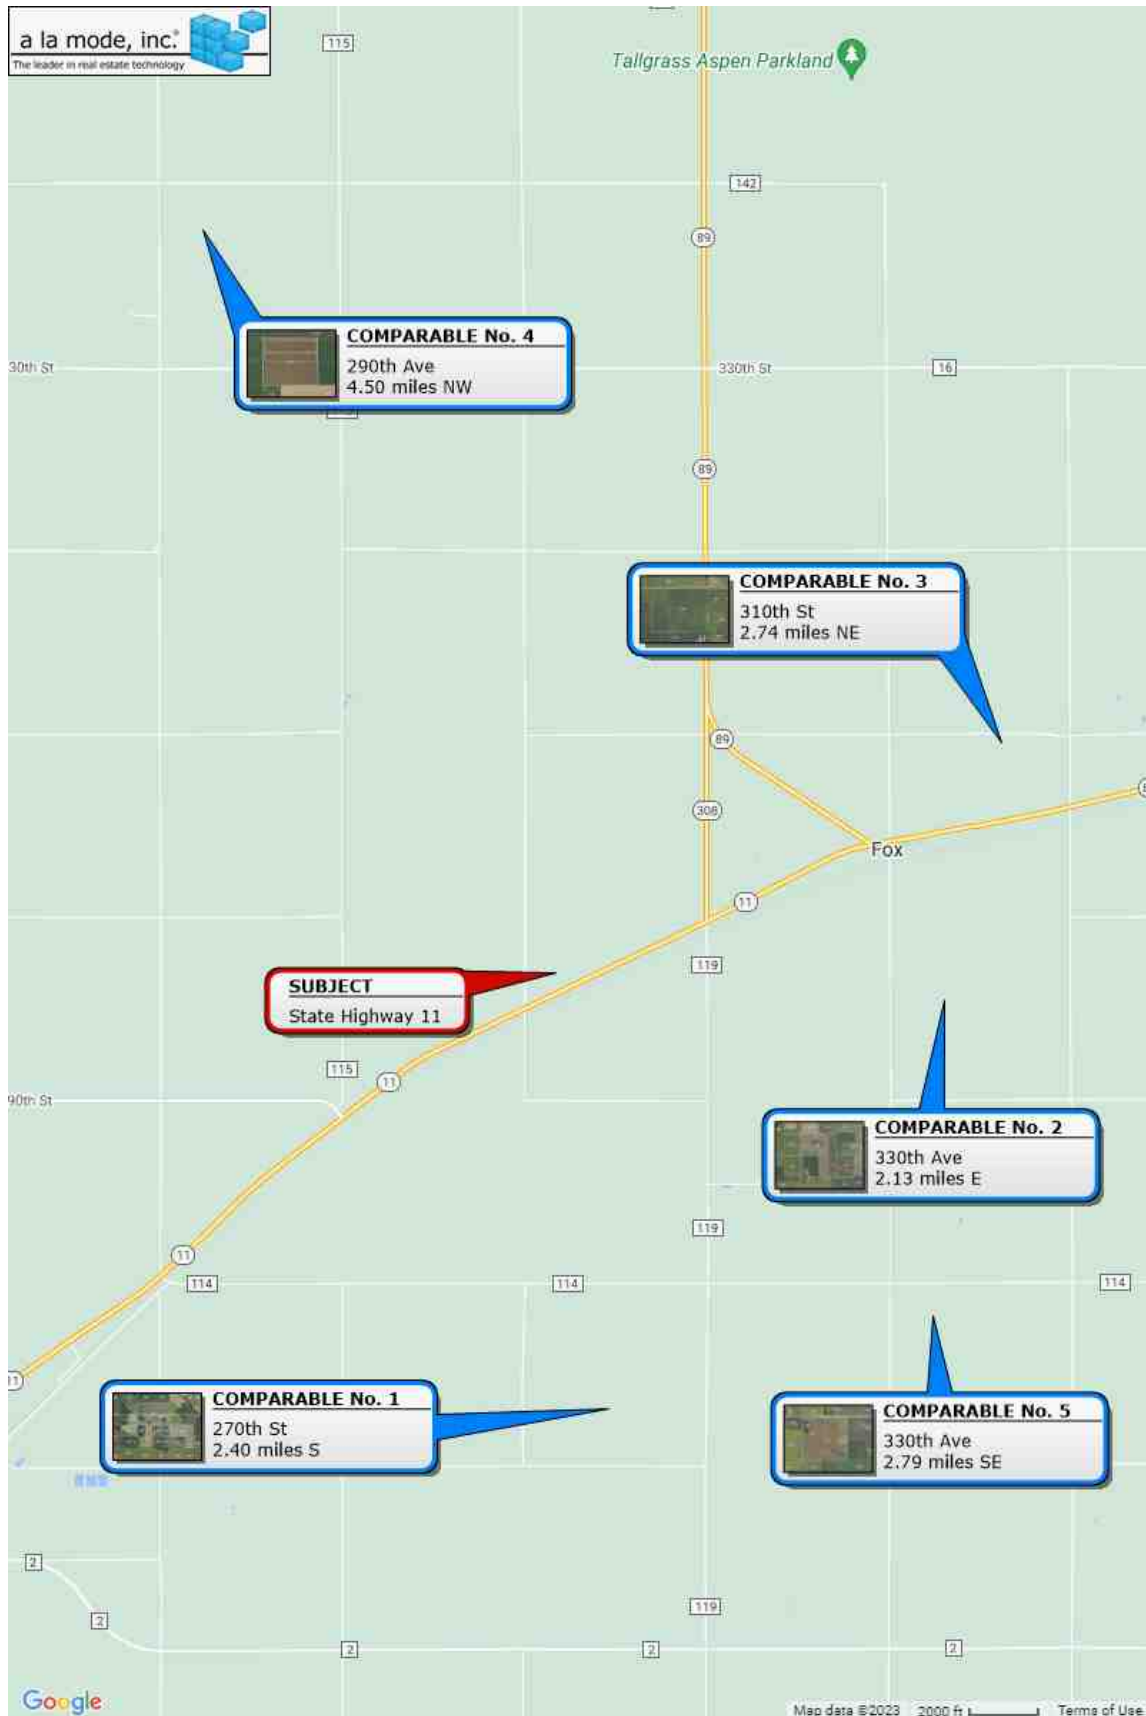 a la mode, inc.®
The leader in real estate technology
115
Tallgrass Aspen Parkland
142
89
COMPARABLE No. 4
290th Ave
4.50 miles NW
30th St
330th St
16
89
COMPARABLE No. 3
310th St
2.74 miles NE
89
308
Fox
11
119
SUBJECT
State Highway 11
115
11
90th St
COMPARABLE No. 2
330th Ave
2.13 miles E
119
11
114
114
114
11
COMPARABLE No. 1
270th St
2.40 miles S
COMPARABLE No. 5
330th Ave
2.79 miles SE
2
2
119
2
2
2
Google
Map data ©2023
2000 ft
Terms of Use